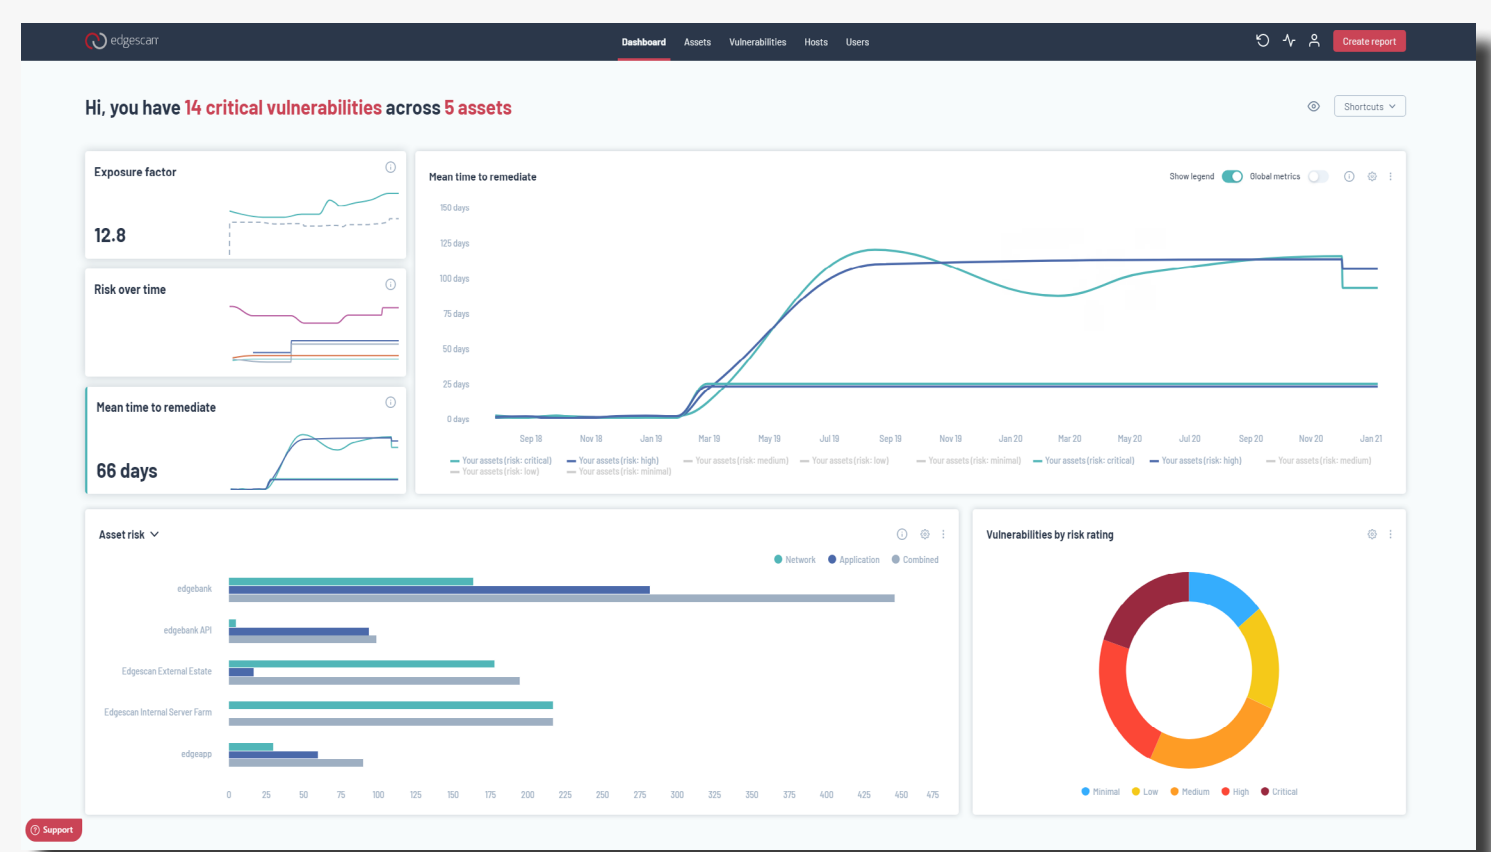 edgescan
Dashboard Assets Vulnerabilities Hosts Users
Create report
Hi, you have 14 critical vulnerabilities across 5 assets
Shortcuts
Exposure factor
12.8
Risk over time
Mean time to remediate
66 days
Mean time to remediate
Show legend Global metrics
150 days
125 days
100 days
75 days
50 days
25 days
0 days
Sep 18 Nov 18 Jan 19 Mar 19 May 19 Jul 19 Sep 19 Nov 19 Jan 20 Mar 20 May 20 Jul 20 Sep 20 Nov 20 Jan 21
Your assets (risk: critical) Your assets (risk: high) Your assets (risk: medium) Your assets (risk: low) Your assets (risk: minimal) Your assets (risk: critical) Your assets (risk: high) Your assets (risk: medium)
Your assets (risk: low) Your assets (risk: minimal)
Asset risk
Network Application Combined
edgebank
edgebank API
Edgescan External Estate
Edgescan Internal Server Farm
edgeapp
0 25 50 75 100 125 150 175 200 225 250 275 300 325 350 375 400 425 450 475
Vulnerabilities by risk rating
Minimal Low Medium High Critical
Support